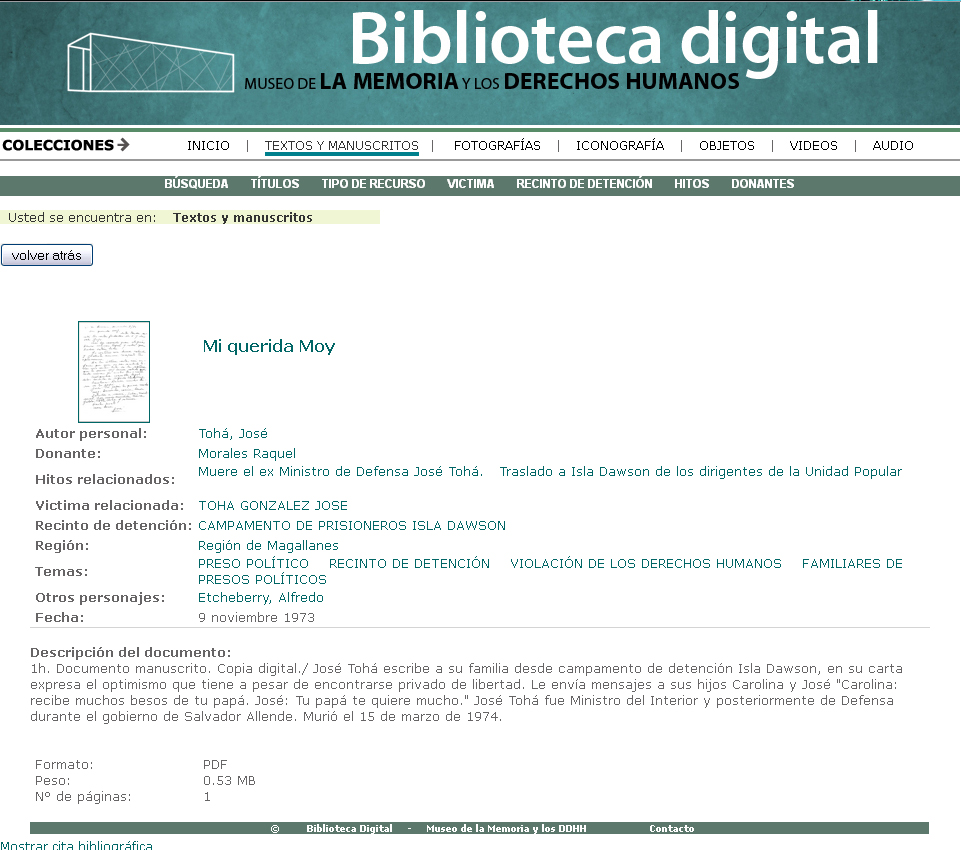 Biblioteca digital
MUSEO DE LA MEMORIA Y LOS DERECHOS HUMANOS
COLECCIONES INICIO | TEXTOS Y MANUSCRITOS | FOTOGRAFÍAS | ICONOGRAFÍA | OBJETOS | VIDEOS | AUDIO
BÚSQUEDA TÍTULOS TIPO DE RECURSO VICTIMA RECINTO DE DETENCIÓN HITOS DONANTES
Usted se encuentra en: Textos y manuscritos
volver atrás
Mi querida Moy
Autor personal: Tohá, José
Donante: Morales Raquel
Hitos relacionados: Muere el ex Ministro de Defensa José Tohá. Traslado a Isla Dawson de los dirigentes de la Unidad Popular
Victima relacionada: TOHA GONZALEZ JOSE
Recinto de detención: CAMPAMENTO DE PRISIONEROS ISLA DAWSON
Región: Región de Magallanes
Temas: PRESO POLÍTICO RECINTO DE DETENCIÓN VIOLACIÓN DE LOS DERECHOS HUMANOS FAMILIARES DE
PRESOS POLÍTICOS
Otros personajes: Etcheberry, Alfredo
Fecha: 9 noviembre 1973
Descripción del documento:
1h. Documento manuscrito. Copia digital./ José Tohá escribe a su familia desde campamento de detención Isla Dawson, en su carta
expresa el optimismo que tiene a pesar de encontrarse privado de libertad. Le envía mensajes a sus hijos Carolina y José "Carolina:
recibe muchos besos de tu papá. José: Tu papá te quiere mucho." José Tohá fue Ministro del Interior y posteriormente de Defensa
durante el gobierno de Salvador Allende. Murió el 15 de marzo de 1974.
Formato: PDF
Peso: 0.53 MB
Nº de páginas: 1
© Biblioteca Digital - Museo de la Memoria y los DDHH Contacto
Mostrar cita bibliográfica